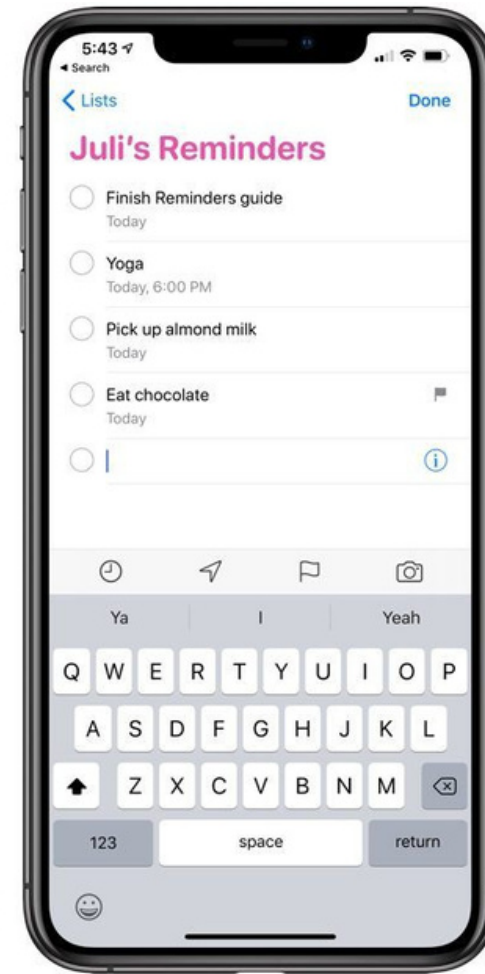 5:43
Search
Lists Done
Juli's Reminders
Finish Reminders guide
Today
Yoga
Today, 6:00 PM
Pick up almond milk
Today
Eat chocolate
Today
Ya I Yeah
Q W E R T Y U I O P
A S D F G H J K L
Z X C V B N M
123 space return